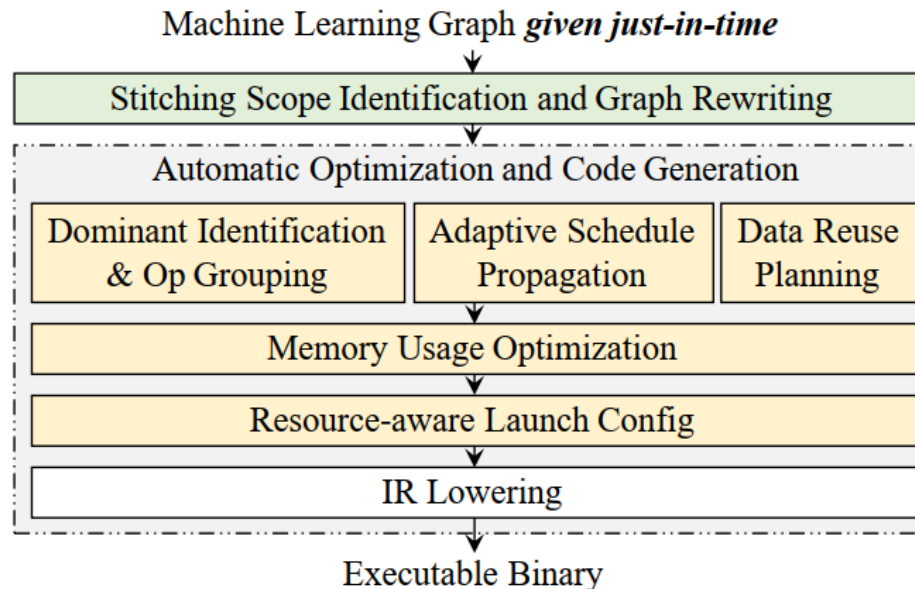 Machine Learning Graph given just-in-time
Stitching Scope Identification and Graph Rewriting
Automatic Optimization and Code Generation
Dominant Identification
& Op Grouping
Adaptive Schedule
Propagation
Data Reuse
Planning
Memory Usage Optimization
Resource-aware Launch Config
IR Lowering
Executable Binary